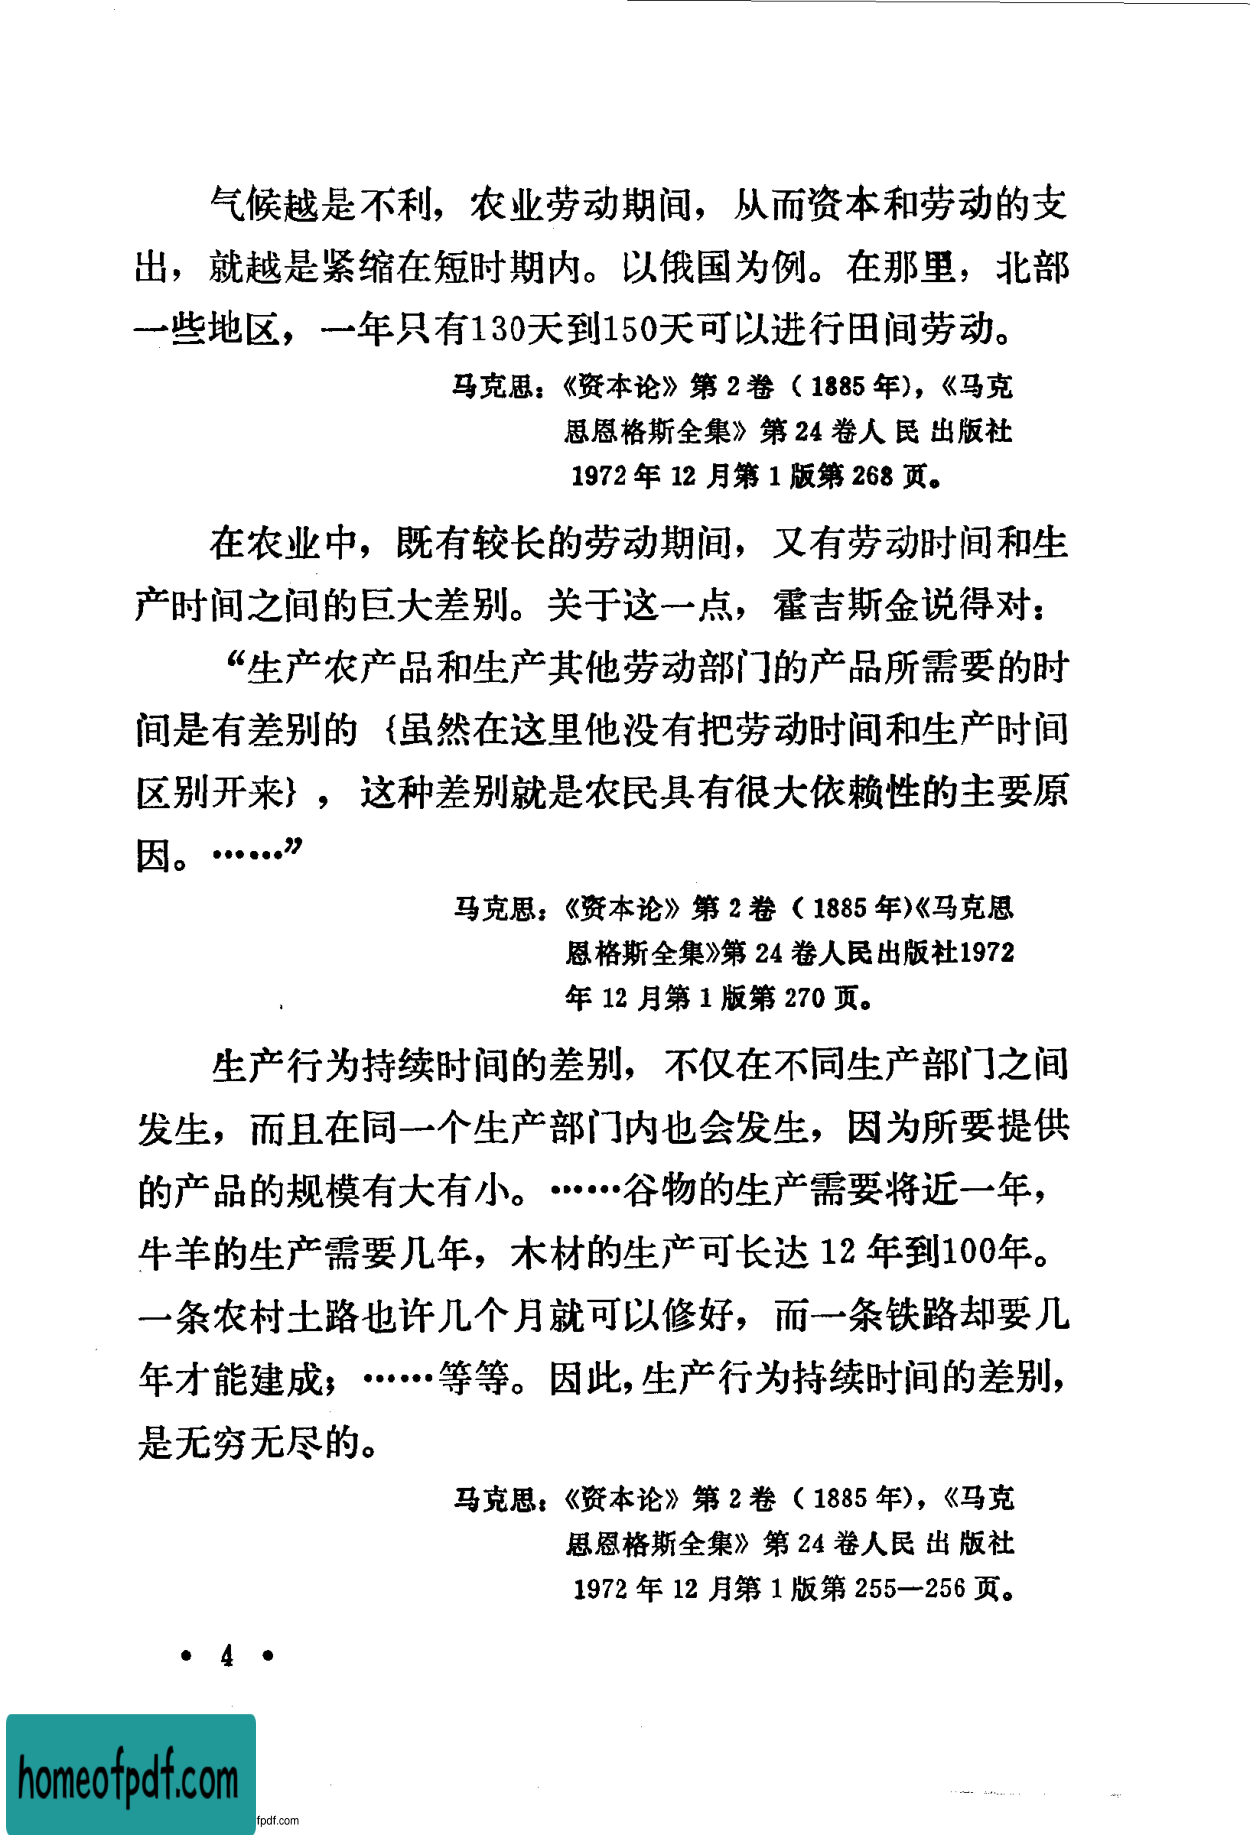 气候越是不利，农业劳动期间，从而资本和劳动的支
出，就越是紧缩在短时期内。以俄国为例。在那里，北部
一些地区，一年只有130天到150天可以进行田间劳动。
马克思：《资本论》第2卷（1885年），《马克
思恩格斯全集》第24卷人民出版社
1972年12月第1版第268页。
在农业中，既有较长的劳动期间，又有劳动时间和生
产时间之间的巨大差别。关于这一点，霍吉斯金说得对：
“生产农产品和生产其他劳动部门的产品所需要的时
间是有差别的｛虽然在这里他没有把劳动时间和生产时间
区别开来｝，这种差别就是农民具有很大依赖性的主要原
因。……”
马克思：《资本论》第2卷（1885年）《马克思
恩格斯全集》第24卷人民出版社1972
年12月第1版第270页。
生产行为持续时间的差别，不仅在不同生产部门之间
发生，而且在同一个生产部门内也会发生，因为所要提供
的产品的规模有大有小。……谷物的生产需要将近一年，
牛羊的生产需要几年，木材的生产可长达12年到100年。
一条农村土路也许几个月就可以修好，而一条铁路却要几
年才能建成；……等等。因此，生产行为持续时间的差别，
是无穷无尽的。
马克思：《资本论》第2卷（1885年），《马克
思恩格斯全集》第24卷人民出版社
1972年12月第1版第255—256页。
• 4 •
homeofpdf.com
fpdf.com